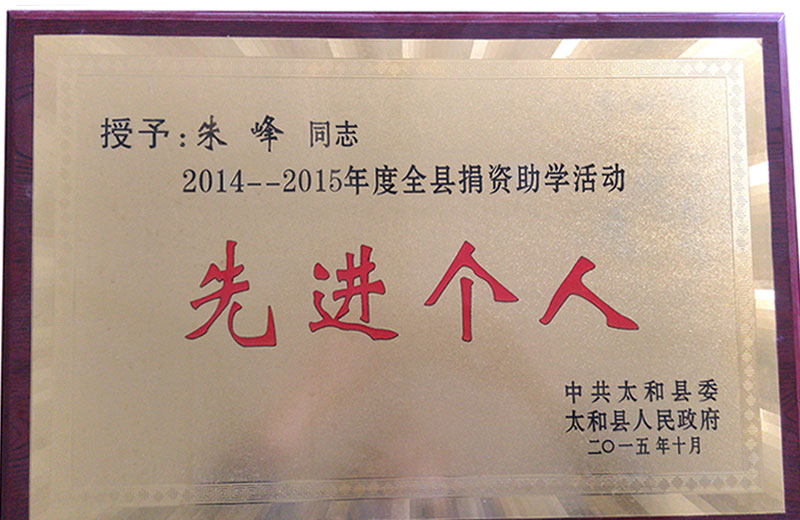 授予：朱峰 同志
2014--2015年度全县捐资助学活动
先进个人
中共太和县委
太和县人民政府
二〇一五年十月